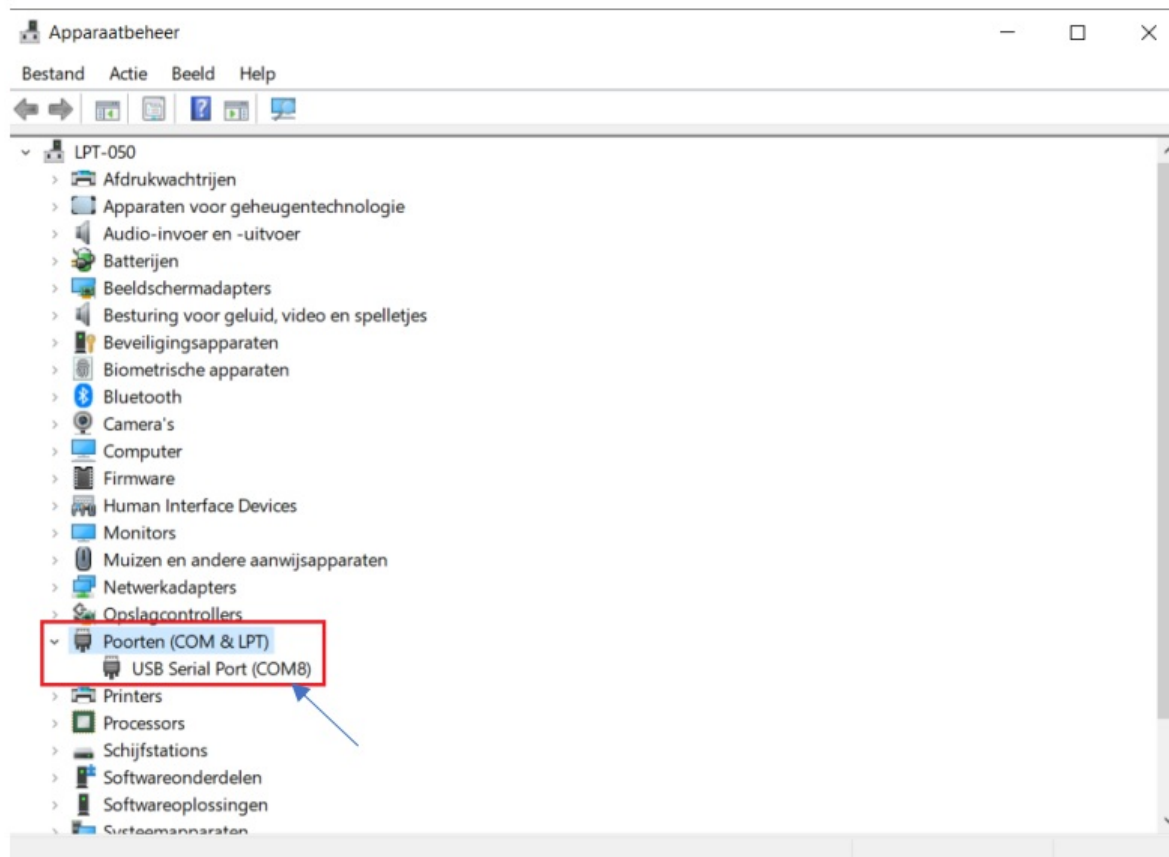 Apparaatbeheer
Bestand Actie Beeld Help
LPT-050
Afdrukwachtrijen
Apparaten voor geheugentechnologie
Audio-invoer en -uitvoer
Batterijen
Beeldschermadapters
Besturing voor geluid, video en spelletjes
Beveiligingsapparaten
Biometrische apparaten
Bluetooth
Camera's
Computer
Firmware
Human Interface Devices
Monitors
Muizen en andere aanwijsapparaten
Netwerkadapters
Opslagcontrollers
Poorten (COM & LPT)
USB Serial Port (COM8)
Printers
Processors
Schijfstations
Softwareonderdelen
Softwareoplossingen
Systeemapparaten